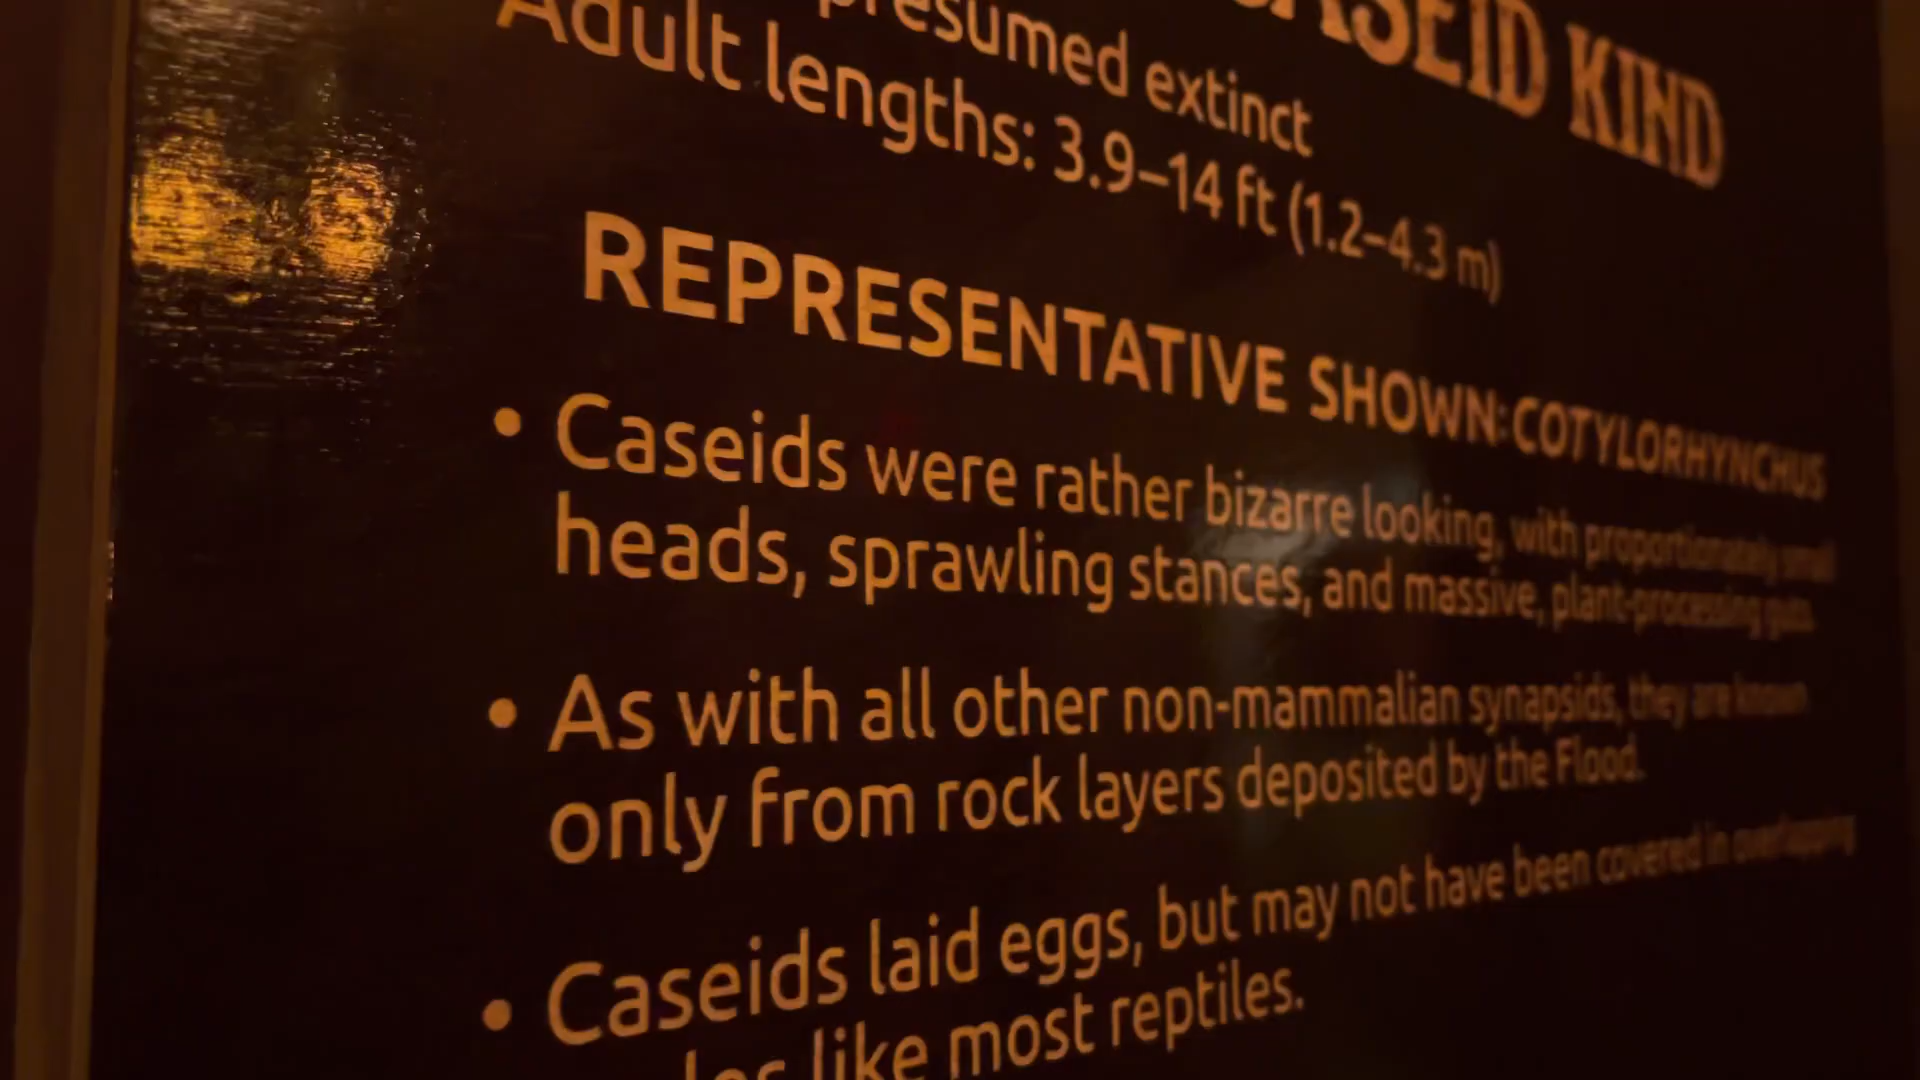 CASEID KIND
presumed extinct
Adult lengths: 3.9–14 ft (1.2–4.3 m)
REPRESENTATIVE SHOWN: COTYLORHYNCHUS
• Caseids were rather bizarre looking, with proportionately small
heads, sprawling stances, and massive, plant-processing guts.
• As with all other non-mammalian synapsids, they are known
only from rock layers deposited by the Flood.
• Caseids laid eggs, but may not have been covered in overlapping
like most reptiles.